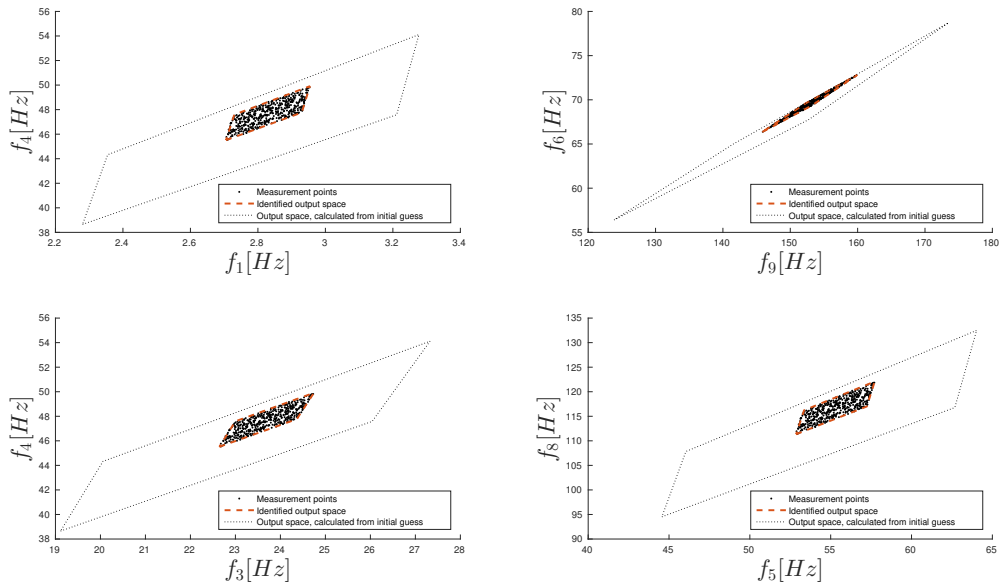 56
54
52
50
48
46
44
42
40
38
f4[Hz]
2.2 2.4 2.6 2.8 3 3.2 3.4
f1[Hz]
Measurement points
Identified output space
Output space, calculated from initial guess
80
75
70
65
60
55
f6[Hz]
120 130 140 150 160 170 180
f9[Hz]
Measurement points
Identified output space
Output space, calculated from initial guess
56
54
52
50
48
46
44
42
40
38
f4[Hz]
19 20 21 22 23 24 25 26 27 28
f3[Hz]
Measurement points
Identified output space
Output space, calculated from initial guess
135
130
125
120
115
110
105
100
95
90
f8[Hz]
40 45 50 55 60 65
f5[Hz]
Measurement points
Identified output space
Output space, calculated from initial guess